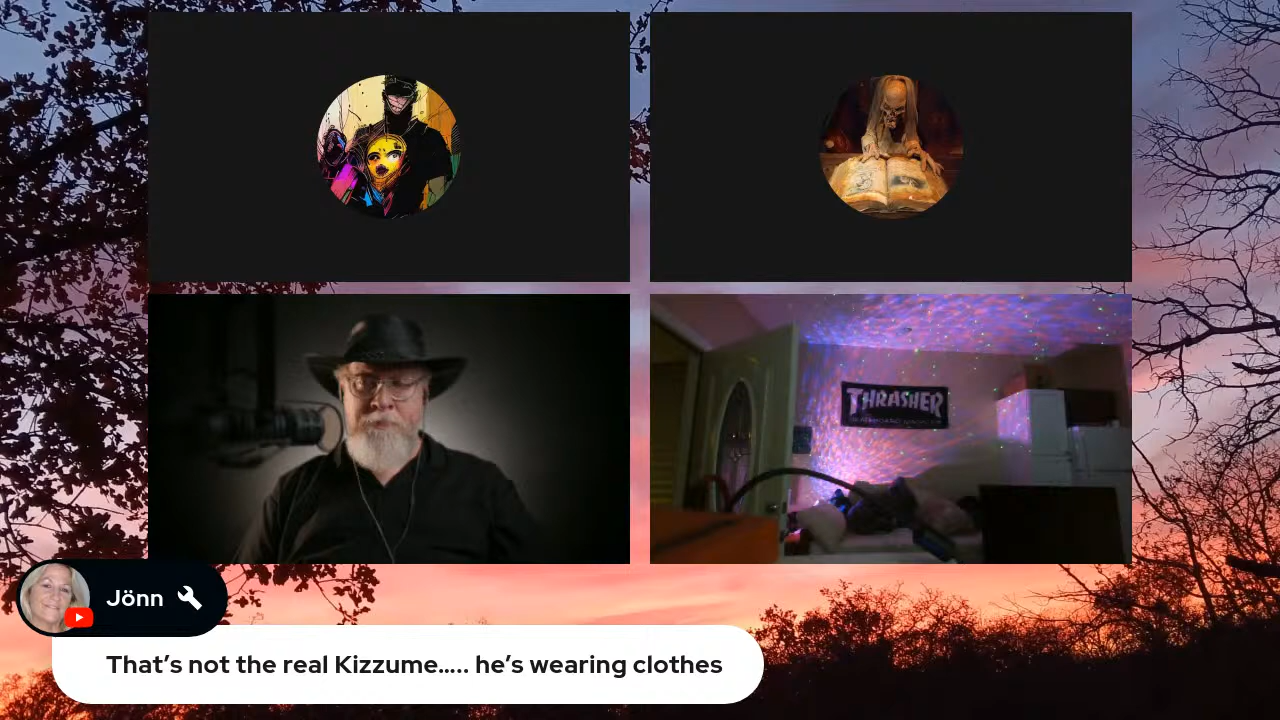 THRASHER
Jönn
That's not the real Kizzume..... he's wearing clothes